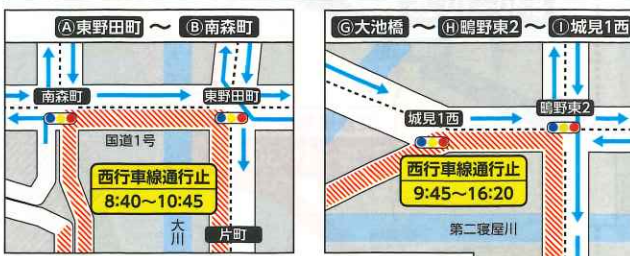 Ⓐ東野田町 ～ Ⓑ南森町
南森町
東野田町
国道1号
西行車線通行止
8:40～10:45
大川
片町
Ⓖ大池橋 ～ Ⓗ鴫野東2 ～ Ⓘ城見1西
城見1西
鴫野東2
西行車線通行止
9:45～16:20
第二寝屋川